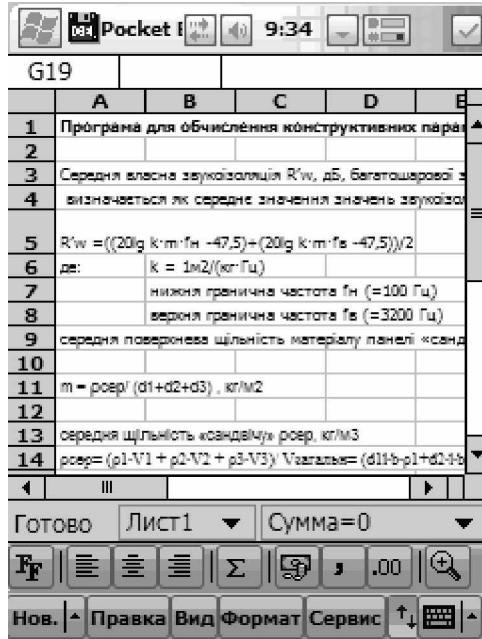 Pocket E 9:34
G19
A B C D E
1 Програма для обчислення конструктивних пара
2
3 Середня власна звукоізоляція R'w, дБ, багатошарової з
4 визначається як середнє значення значень звукоізол
5 R'w =((20lg k·m·fн -47,5)+(20lg k·m·fв -47,5))/2
6 де: k = 1м2/(кг·Гц)
7 нижня гранична частота fн (=100 Гц)
8 верхня гранична частота fв (=3200 Гц)
9 середня поверхнева щільність матеріалу панелі «санд
10
11 m = ρсер/ (d1+d2+d3) , кг/м2
12
13 середня щільність «сандвічу» ρсер, кг/м3
14 ρсер= (ρ1·V1 + ρ2·V2 + ρ3·V3)/ Vзагальн=
Готово Лист1 Сумма=0
FF Σ , .00
Нов. Правка Вид Формат Сервис